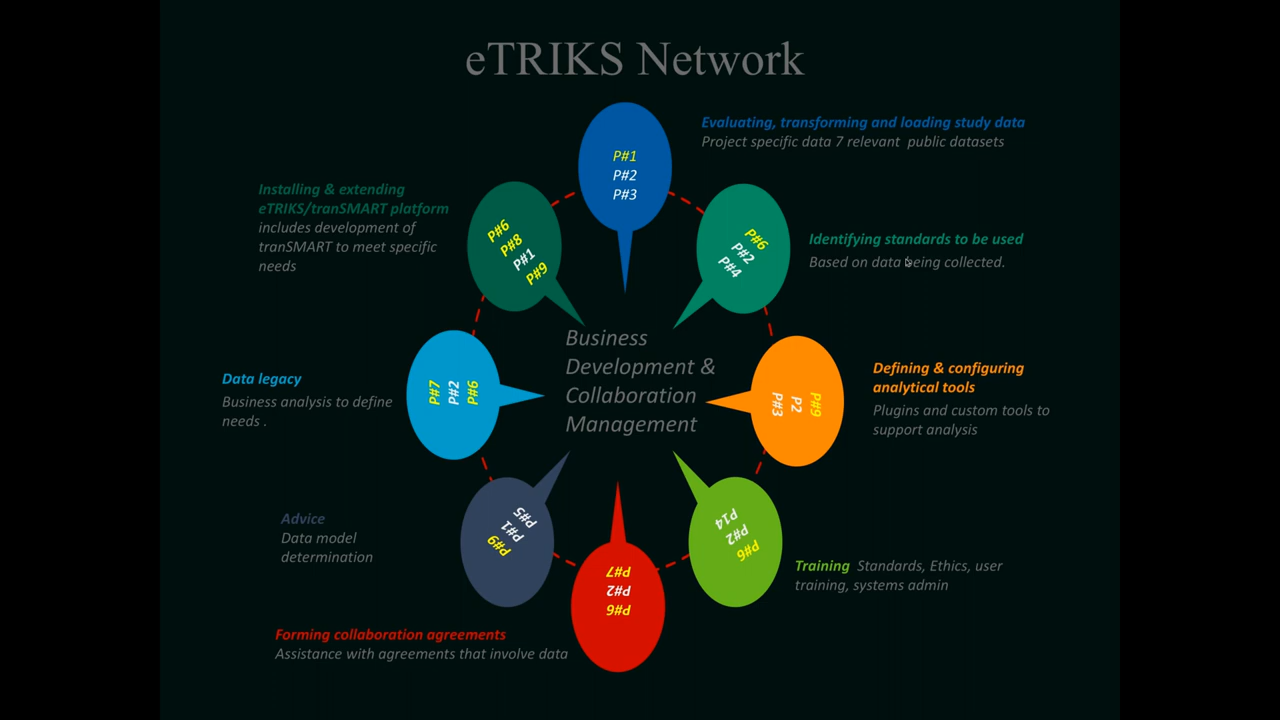 eTRIKS Network
Evaluating, transforming and loading study data
Project specific data 7 relevant public datasets
P#1
P#2
P#3
Installing & extending
eTRIKS/tranSMART platform
includes development of
tranSMART to meet specific
needs
P#6
P#8
P#1
P#9
P#6
P#2
P#4
Identifying standards to be used
Based on data being collected.
Business
Development &
Collaboration
Management
Data legacy
Business analysis to define
needs .
P#7
P#2
P#6
P#9
P2
P#3
Defining & configuring
analytical tools
Plugins and custom tools to
support analysis
Advice
Data model
determination
P#5
P#1
P#9
P14
P#2
P#6
Training Standards, Ethics, user
training, systems admin
P#7
P#2
P#6
Forming collaboration agreements
Assistance with agreements that involve data